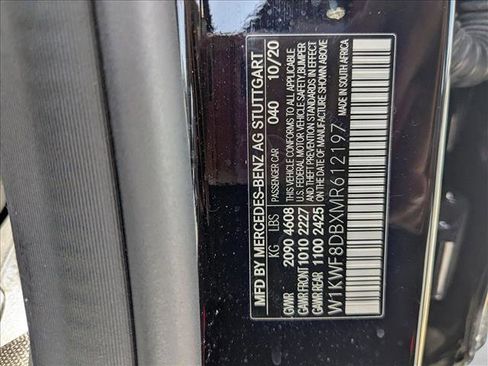 MFD BY MERCEDES-BENZ AG STUTTGART
PASSENGER CAR 040 10/20
KG LBS
GVWR 2090 4608
GAWR FRONT 1010 2227
GAWR REAR 1100 2425
THIS VEHICLE CONFORMS TO ALL APPLICABLE
U.S. FEDERAL MOTOR VEHICLE SAFETY, BUMPER
AND THEFT PREVENTION STANDARDS IN EFFECT
ON THE DATE OF MANUFACTURE SHOWN ABOVE
W1KWF8DBXMR612197
MADE IN SOUTH AFRICA